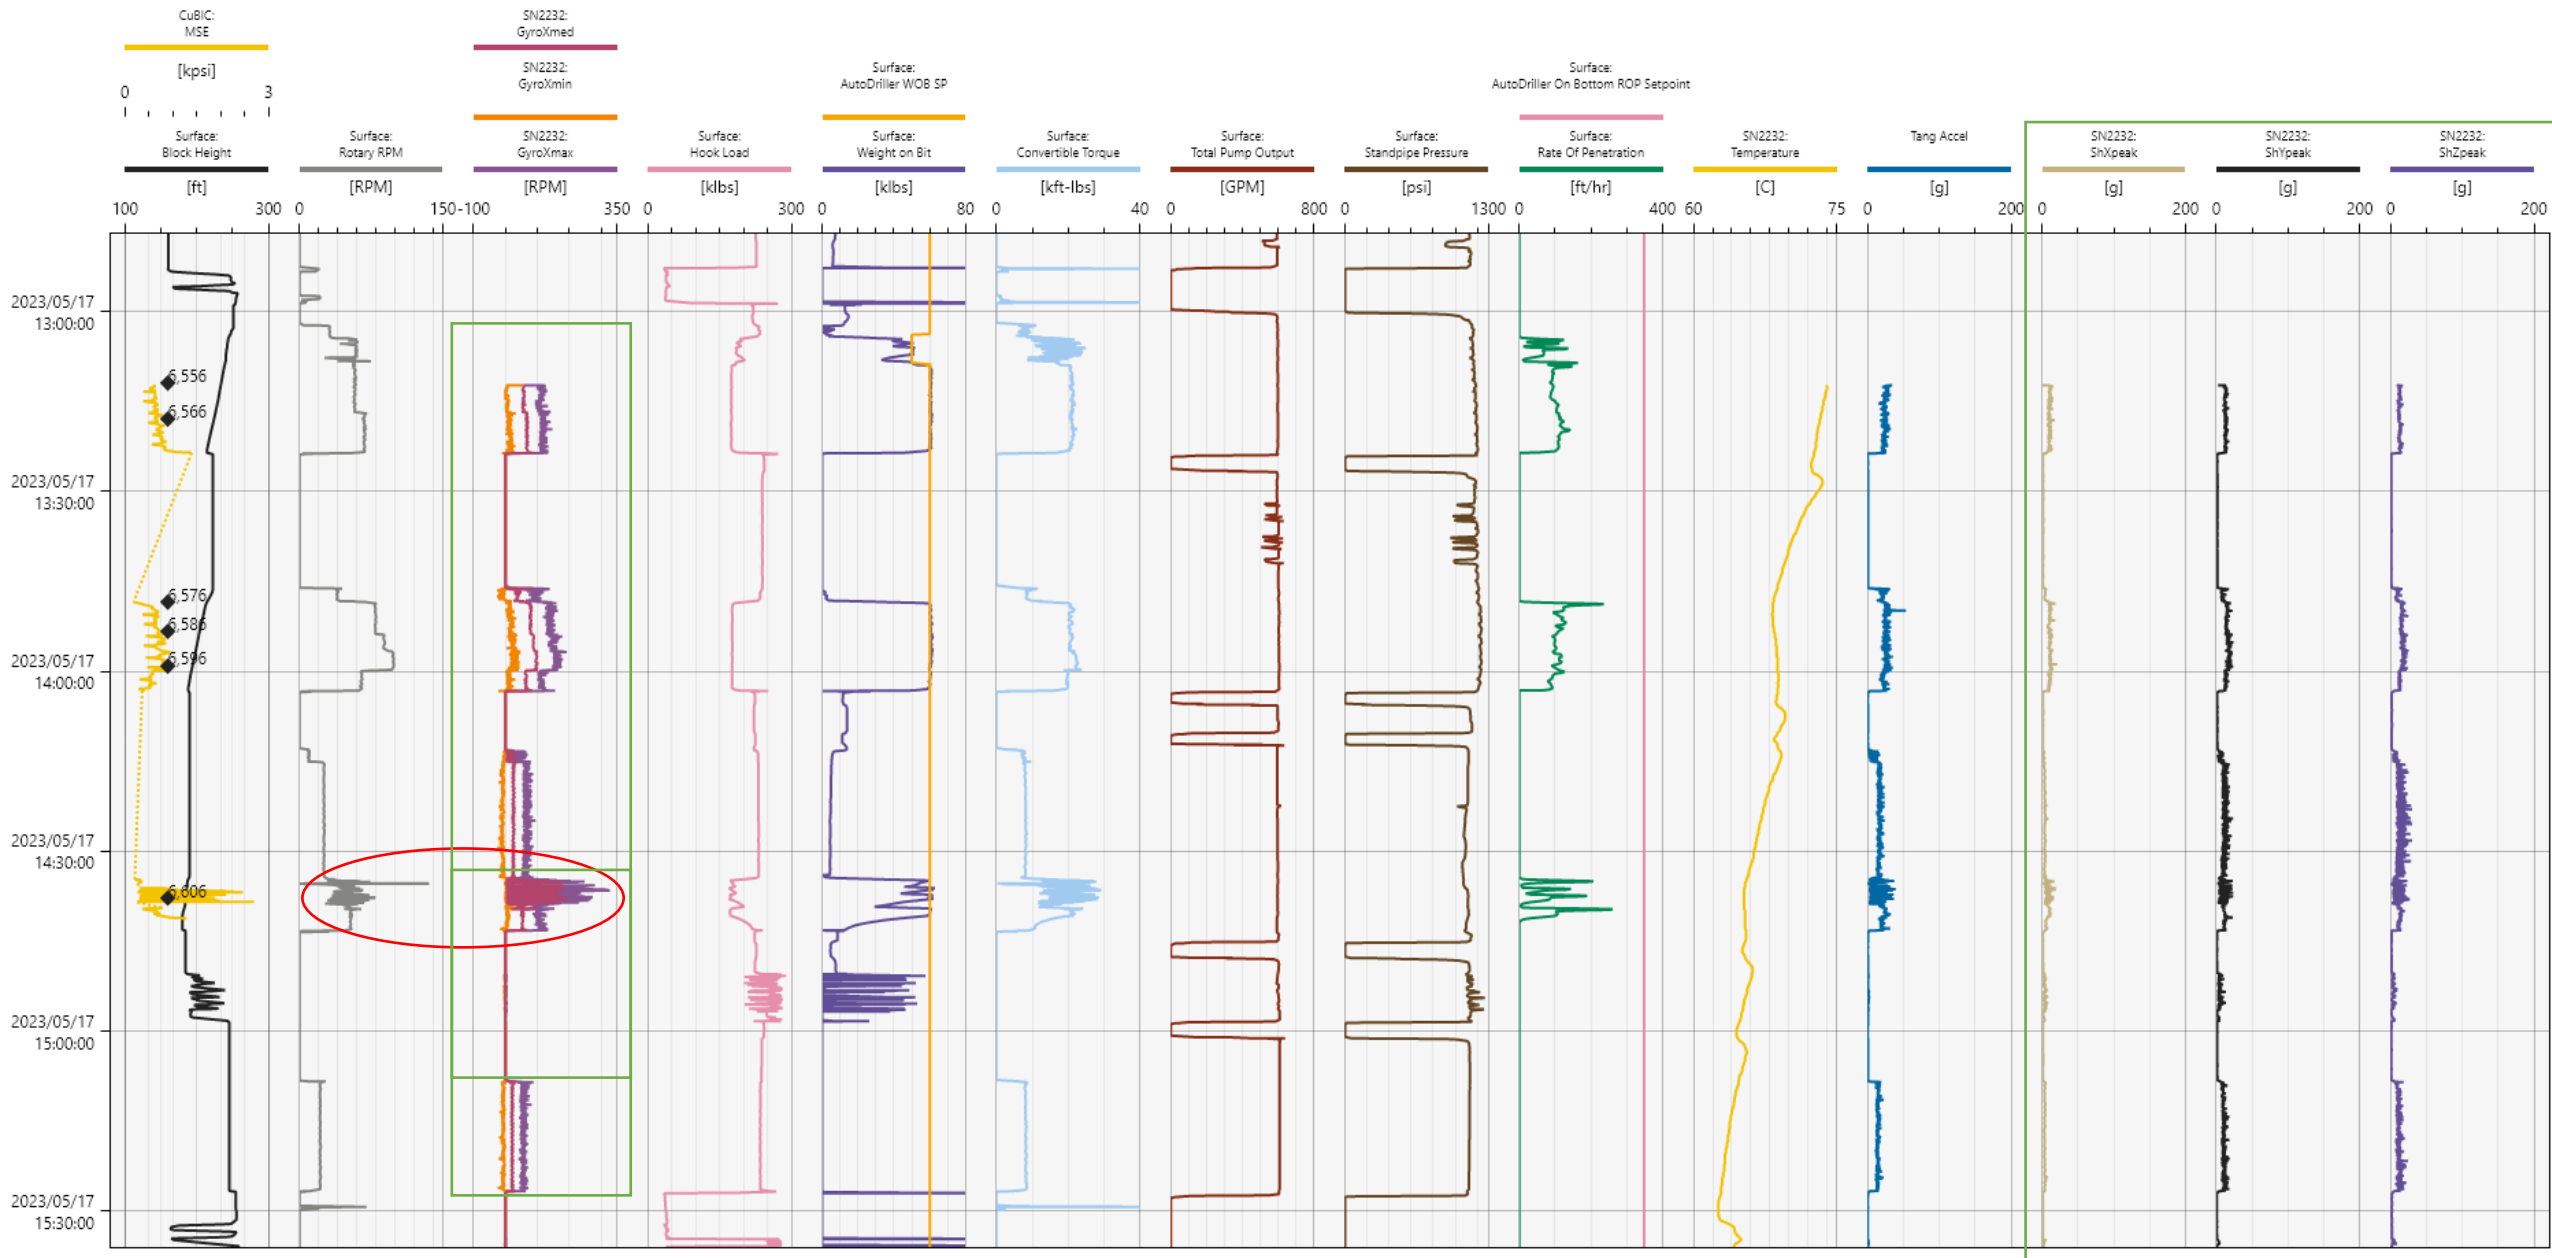 CuBIC:
MSE
[kpsi]
0 3
Surface:
Block Height
[ft]
100 300
Surface:
Rotary RPM
[RPM]
0 150
SN2232:
GyroXmed
SN2232:
GyroXmin
SN2232:
GyroXmax
[RPM]
-100 350
Surface:
Hook Load
[klbs]
0 300
Surface:
AutoDriller WOB SP
Surface:
Weight on Bit
[klbs]
0 80
Surface:
Convertible Torque
[kft-lbs]
0 40
Surface:
Total Pump Output
[GPM]
0 800
Surface:
Standpipe Pressure
[psi]
0 1300
Surface:
AutoDriller On Bottom ROP Setpoint
Surface:
Rate Of Penetration
[ft/hr]
0 400
SN2232:
Temperature
[C]
60 75
Tang Accel
[g]
0 200
SN2232:
ShXpeak
[g]
0 200
SN2232:
ShYpeak
[g]
0 200
SN2232:
ShZpeak
[g]
0 200
2023/05/17
13:00:00
6,556
6,566
2023/05/17
13:30:00
6,576
6,586
6,596
2023/05/17
14:00:00
2023/05/17
14:30:00
6,606
2023/05/17
15:00:00
2023/05/17
15:30:00